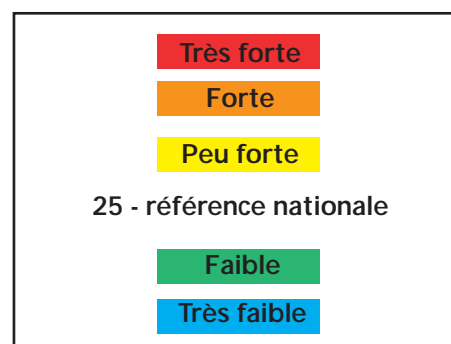 Très forte
Forte
Peu forte
25 - référence nationale
Faible
Très faible